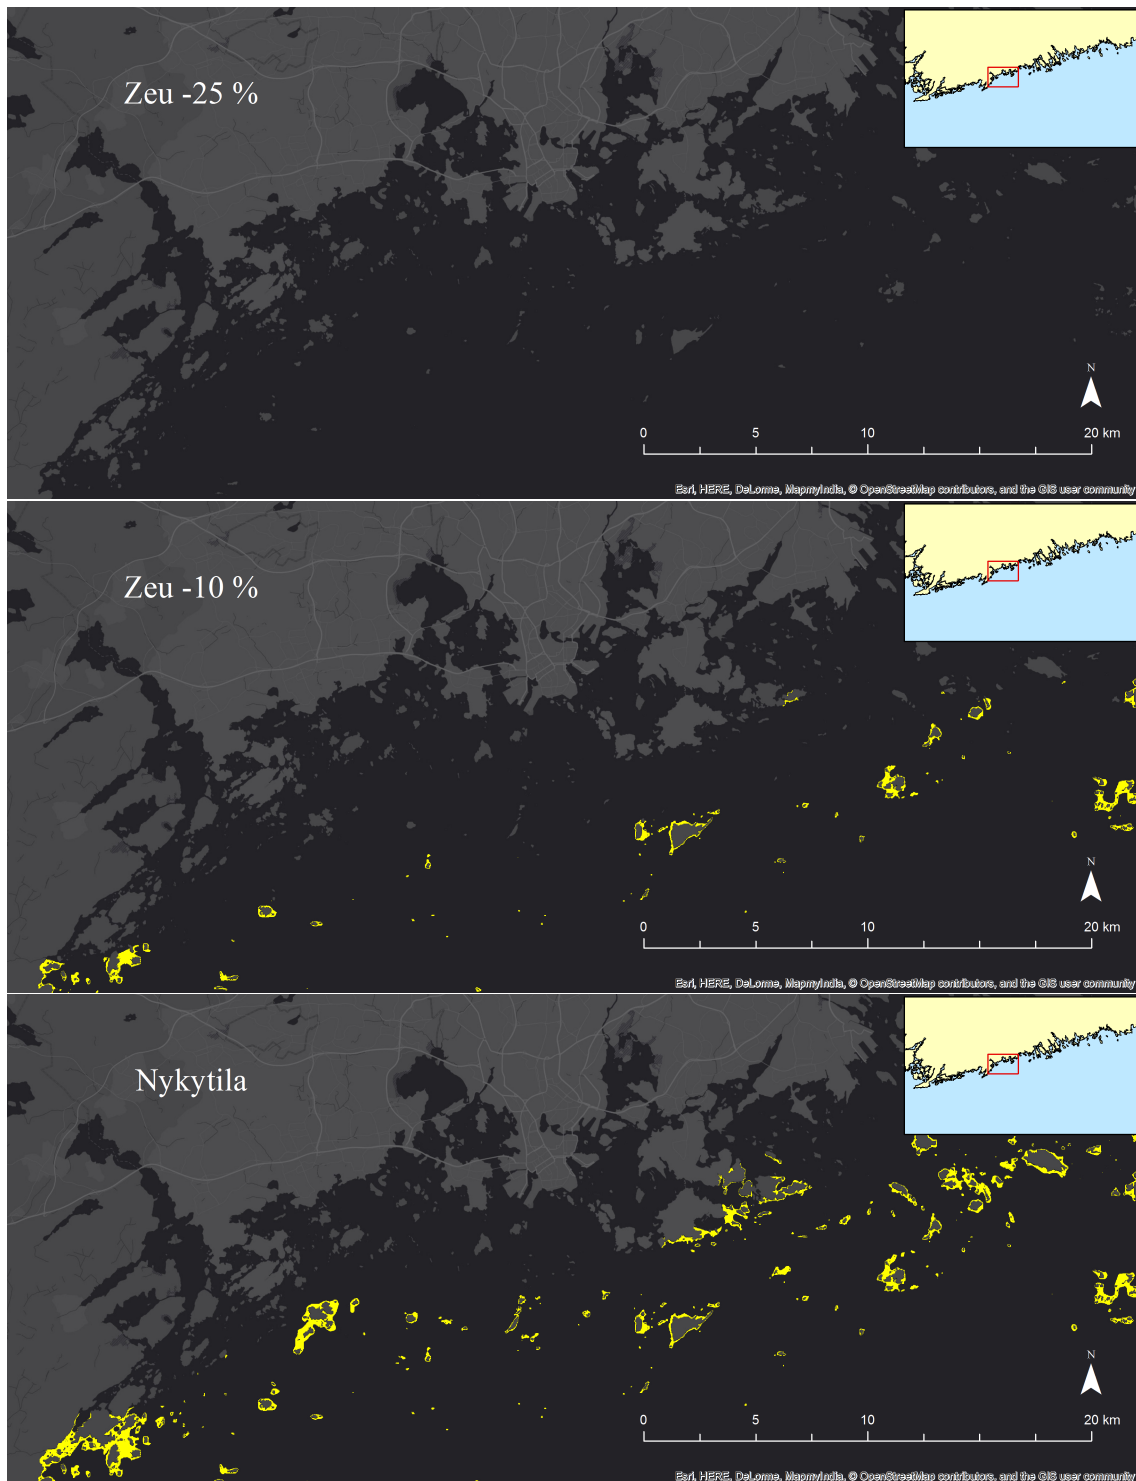 Zeu -25 %
N
0 5 10 20 km
Esri, HERE, DeLorme, MapmyIndia, © OpenStreetMap contributors, and the GIS user community
Zeu -10 %
N
0 5 10 20 km
Esri, HERE, DeLorme, MapmyIndia, © OpenStreetMap contributors, and the GIS user community
Nykytila
N
0 5 10 20 km
Esri, HERE, DeLorme, MapmyIndia, © OpenStreetMap contributors, and the GIS user community